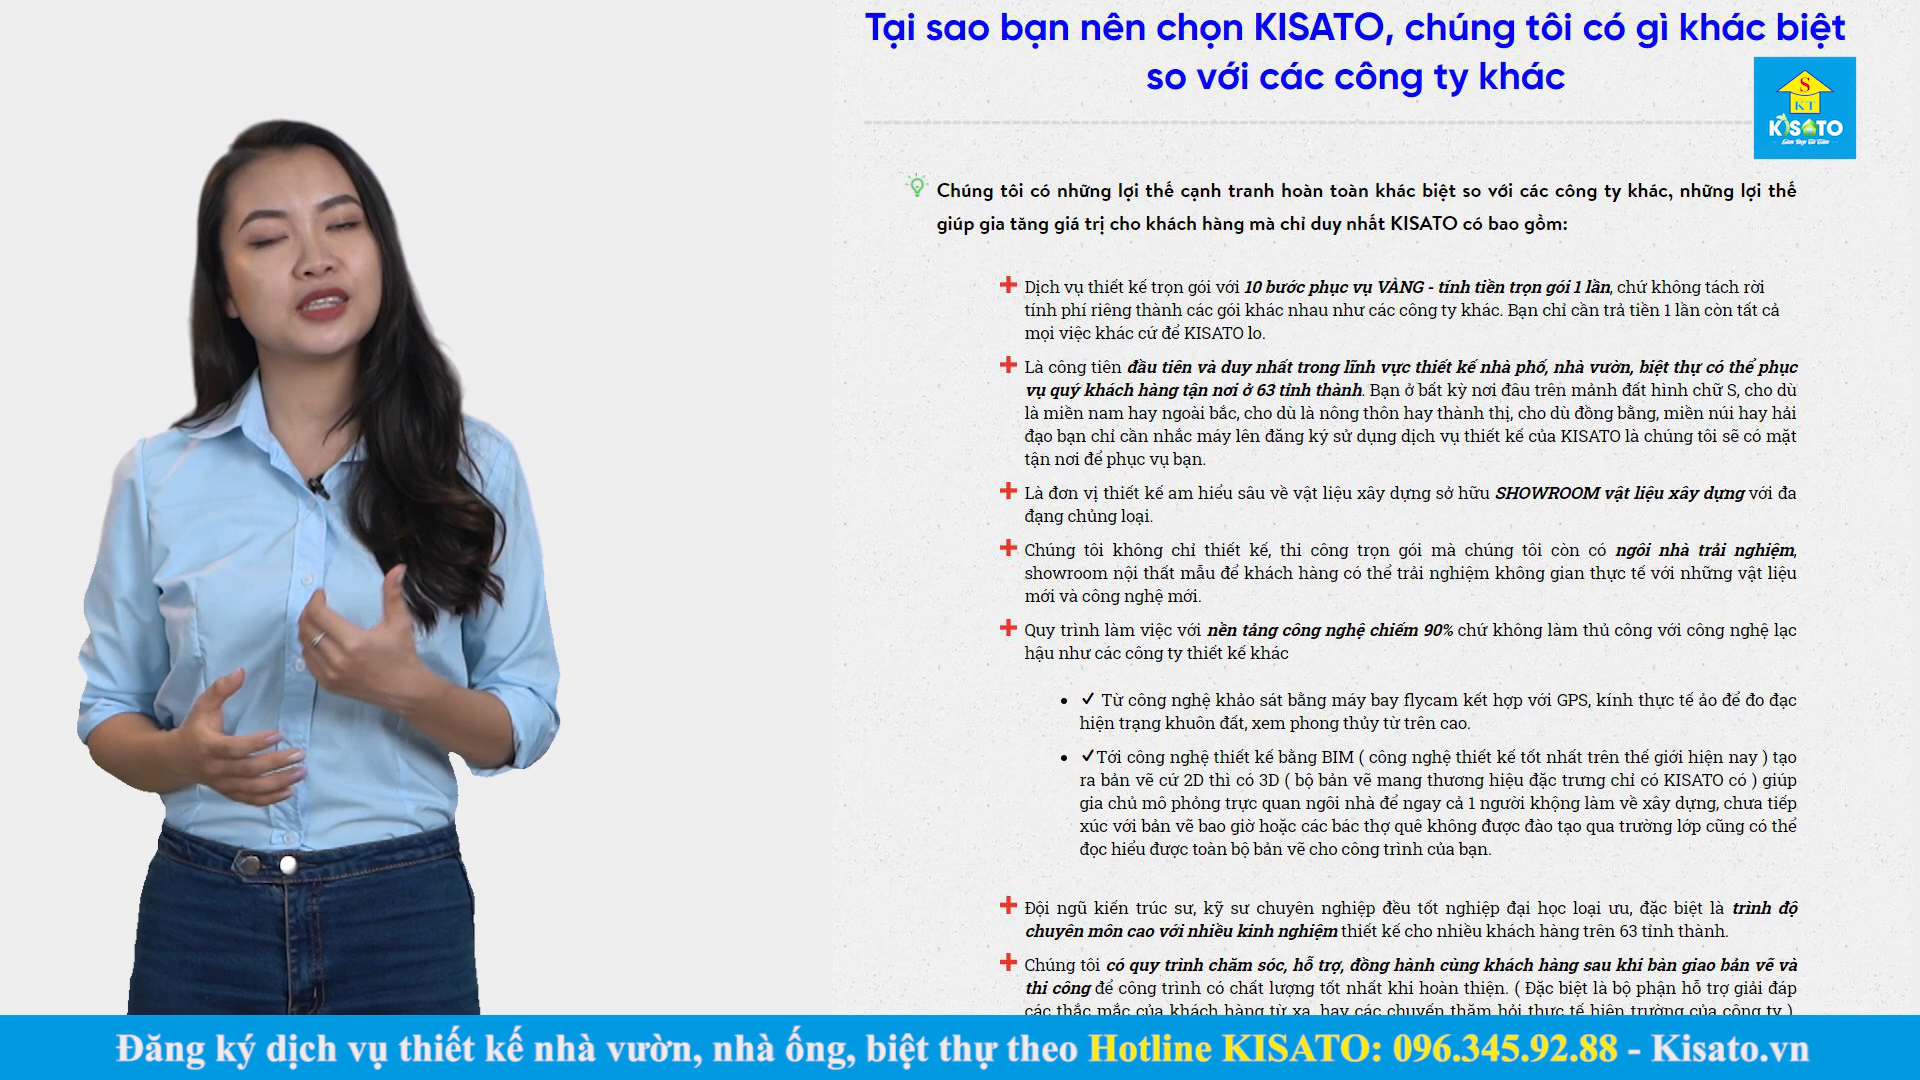 Tại sao bạn nên chọn KISATO, chúng tôi có gì khác biệt
so với các công ty khác
S
KT
KISATO
Chúng tôi có những lợi thế cạnh tranh hoàn toàn khác biệt so với các công ty khác, những lợi thế
giúp gia tăng giá trị cho khách hàng mà chỉ duy nhất KISATO có bao gồm:
Dịch vụ thiết kế trọn gói với 10 bước phục vụ VÀNG - tính tiền trọn gói 1 lần, chứ không tách rời
tính phí riêng thành các gói khác nhau như các công ty khác. Bạn chỉ cần trả tiền 1 lần còn tất cả
mọi việc khác cứ để KISATO lo.
Là công tiên đầu tiên và duy nhất trong lĩnh vực thiết kế nhà phố, nhà vườn, biệt thự có thể phục
vụ quý khách hàng tận nơi ở 63 tỉnh thành. Bạn ở bất kỳ nơi đâu trên mảnh đất hình chữ S, cho dù
là miền nam hay ngoài bắc, cho dù là nông thôn hay thành thị, cho dù đồng bằng, miền núi hay hải
đạo bạn chỉ cần nhắc máy lên đăng ký sử dụng dịch vụ thiết kế của KISATO là chúng tôi sẽ có mặt
tận nơi để phục vụ bạn.
Là đơn vị thiết kế am hiểu sâu về vật liệu xây dựng sở hữu SHOWROOM vật liệu xây dựng với đa
đạng chủng loại.
Chúng tôi không chỉ thiết kế, thi công trọn gói mà chúng tôi còn có ngôi nhà trải nghiệm,
showroom nội thất mẫu để khách hàng có thể trải nghiệm không gian thực tế với những vật liệu
mới và công nghệ mới.
Quy trình làm việc với nền tảng công nghệ chiếm 90% chứ không làm thủ công với công nghệ lạc
hậu như các công ty thiết kế khác
• ✓ Từ công nghệ khảo sát bằng máy bay flycam kết hợp với GPS, kính thực tế ảo để đo đạc
hiện trạng khuôn đất, xem phong thủy từ trên cao.
• ✓Tới công nghệ thiết kế bằng BIM ( công nghệ thiết kế tốt nhất trên thế giới hiện nay ) tạo
ra bản vẽ cứ 2D thì có 3D ( bộ bản vẽ mang thương hiệu đặc trưng chỉ có KISATO có ) giúp
gia chủ mô phỏng trực quan ngôi nhà để ngay cả 1 người khộng làm về xây dựng, chưa tiếp
xúc với bản vẽ bao giờ hoặc các bác thợ quê không được đào tạo qua trường lớp cũng có thể
đọc hiểu được toàn bộ bản vẽ cho công trình của bạn.
Đội ngũ kiến trúc sư, kỹ sư chuyên nghiệp đều tốt nghiệp đại học loại ưu, đặc biệt là trình độ
chuyên môn cao với nhiều kinh nghiệm thiết kế cho nhiều khách hàng trên 63 tỉnh thành.
Chúng tôi có quy trình chăm sóc, hỗ trợ, đồng hành cùng khách hàng sau khi bàn giao bản vẽ và
thi công để công trình có chất lượng tốt nhất khi hoàn thiện. ( Đặc biệt là bộ phận hỗ trợ giải đáp
các thắc mắc của khách hàng từ xa, hay các chuyến thăm hỏi thực tế hiện trường của công ty ).
Đăng ký dịch vụ thiết kế nhà vườn, nhà ống, biệt thự theo Hotline KISATO: 096.345.92.88 - Kisato.vn